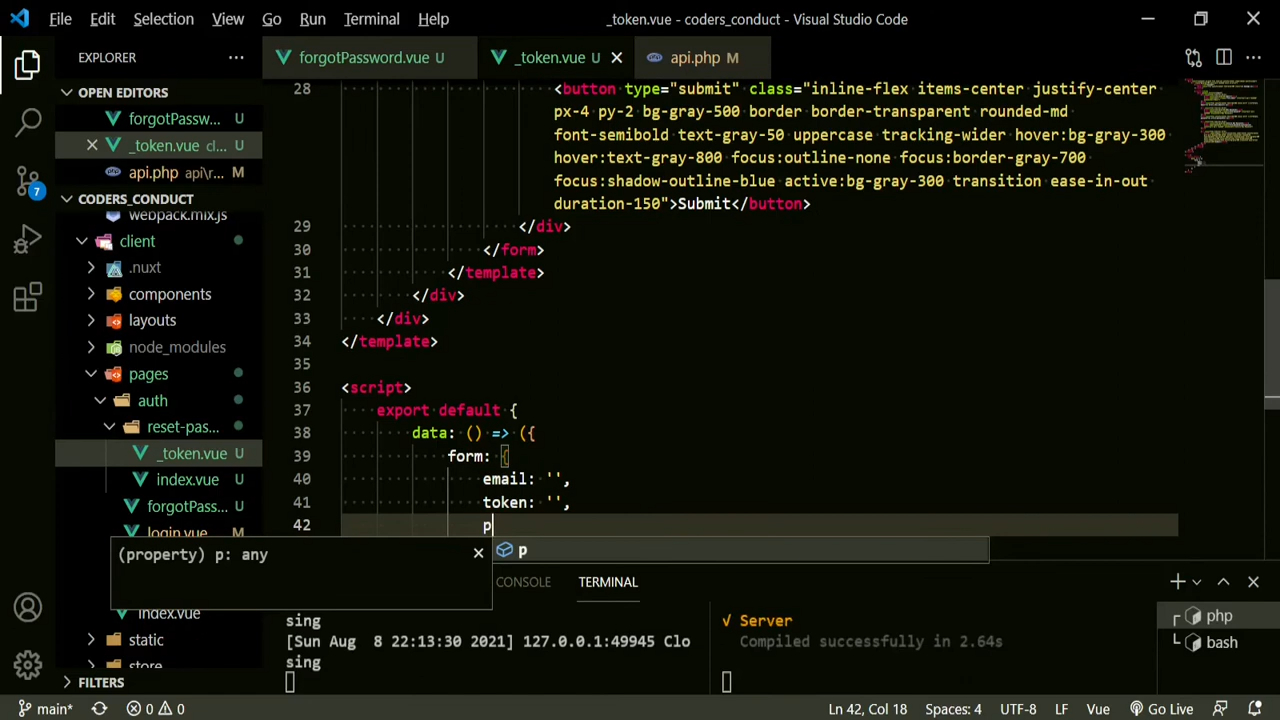 File Edit Selection View Go Run Terminal Help _token.vue - coders_conduct - Visual Studio Code
EXPLORER
forgotPassword.vue U
_token.vue U
api.php M
OPEN EDITORS
forgotPassw... U
_token.vue cl... U
api.php api\r... M
CODERS_CONDUCT
webpack.mix.js
client
.nuxt
components
layouts
node_modules
pages
auth
reset-pas...
_token.vue U
index.vue U
forgotPass... U
login.vue M
index.vue U
static
store
FILTERS
28 <button type="submit" class="inline-flex items-center justify-center
px-4 py-2 bg-gray-500 border border-transparent rounded-md
font-semibold text-gray-50 uppercase tracking-wider hover:bg-gray-300
hover:text-gray-800 focus:outline-none focus:border-gray-700
focus:shadow-outline-blue active:bg-gray-300 transition ease-in-out
duration-150">Submit</button>
29 </div>
30 </form>
31 </template>
32 </div>
33 </div>
34 </template>
35
36 <script>
37 export default {
38 data: () => ({
39 form: {
40 email: '',
41 token: '',
42 p
p
(property) p: any
CONSOLE TERMINAL
sing
[Sun Aug  8 22:13:30 2021] 127.0.0.1:49945 Clo
sing
√ Server
Compiled successfully in 2.64s
php
bash
7
main* 0 0 Ln 42, Col 18 Spaces: 4 UTF-8 LF Vue Go Live